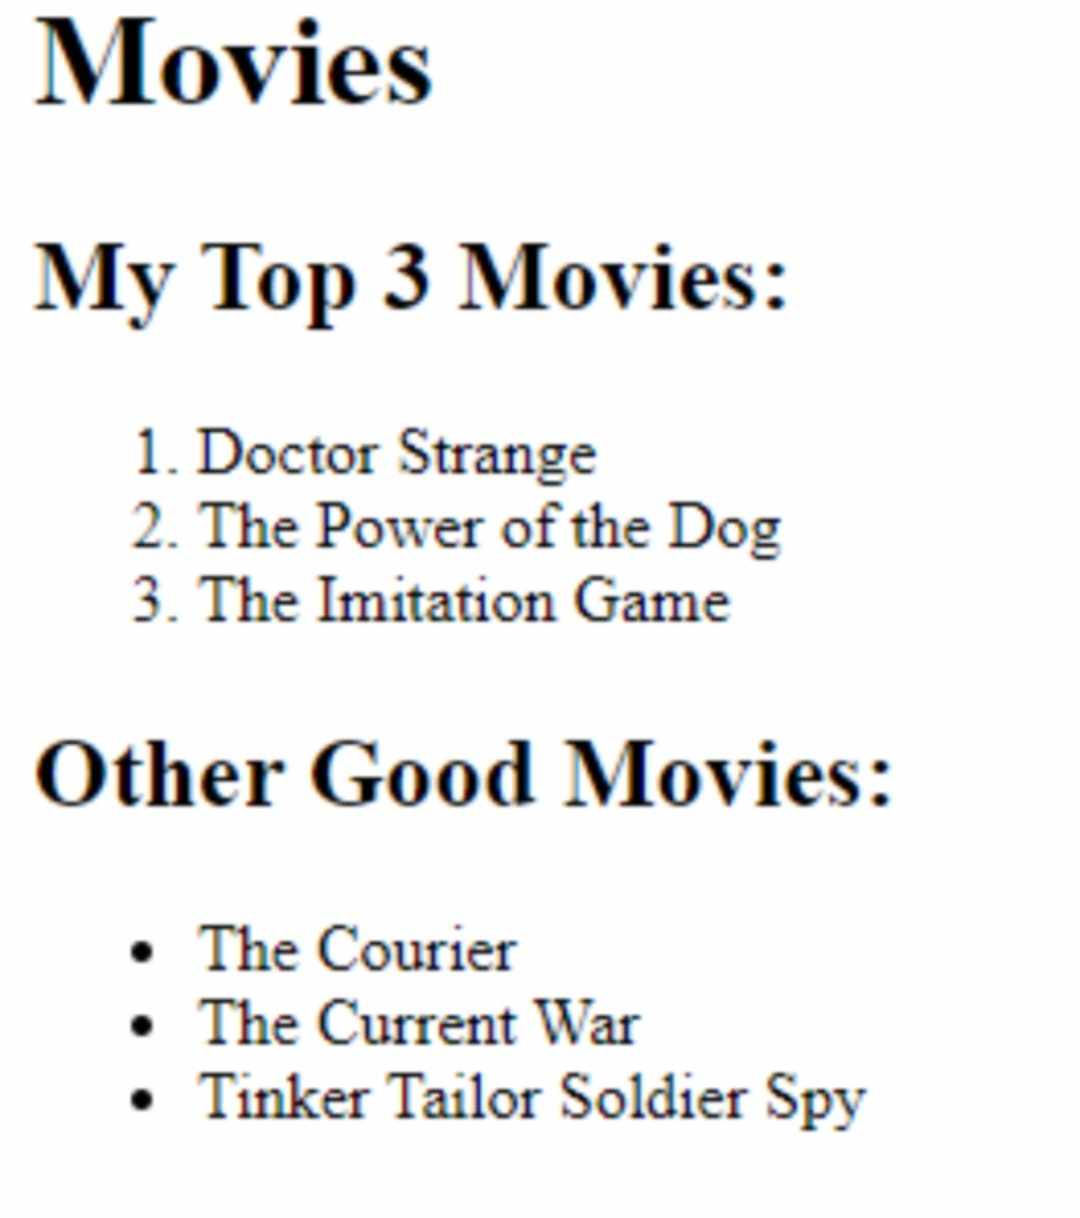 Movies
My Top 3 Movies:
1. Doctor Strange
2. The Power of the Dog
3. The Imitation Game
Other Good Movies:
• The Courier
• The Current War
• Tinker Tailor Soldier Spy